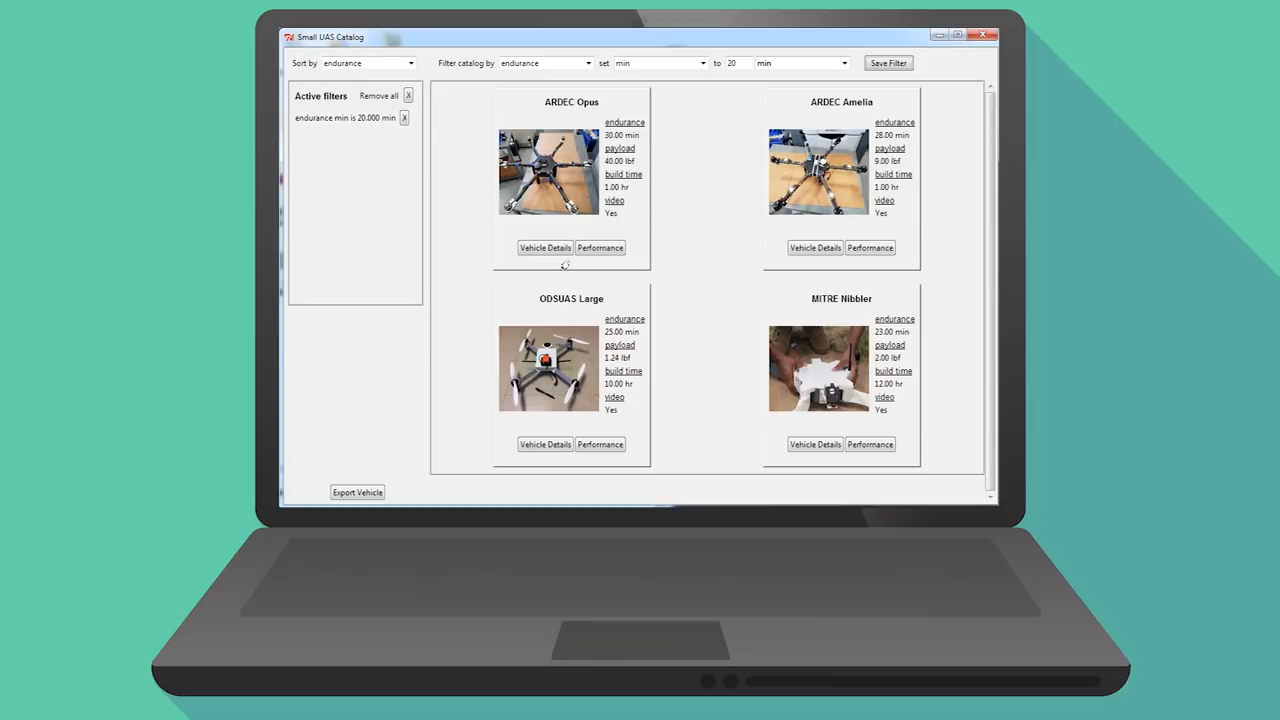 Small UAS Catalog
Sort by endurance Filter catalog by endurance set min to 20 min Save Filter
Active filters Remove all X
endurance min is 20.000 min X
ARDEC Opus
endurance
30.00 min
payload
40.00 lbf
build time
1.00 hr
video
Yes
Vehicle Details Performance
ARDEC Amelia
endurance
28.00 min
payload
9.00 lbf
build time
1.00 hr
video
Yes
Vehicle Details Performance
ODSUAS Large
endurance
25.00 min
payload
1.24 lbf
build time
10.00 hr
video
Yes
Vehicle Details Performance
MITRE Nibbler
endurance
23.00 min
payload
2.00 lbf
build time
12.00 hr
video
Yes
Vehicle Details Performance
Export Vehicle